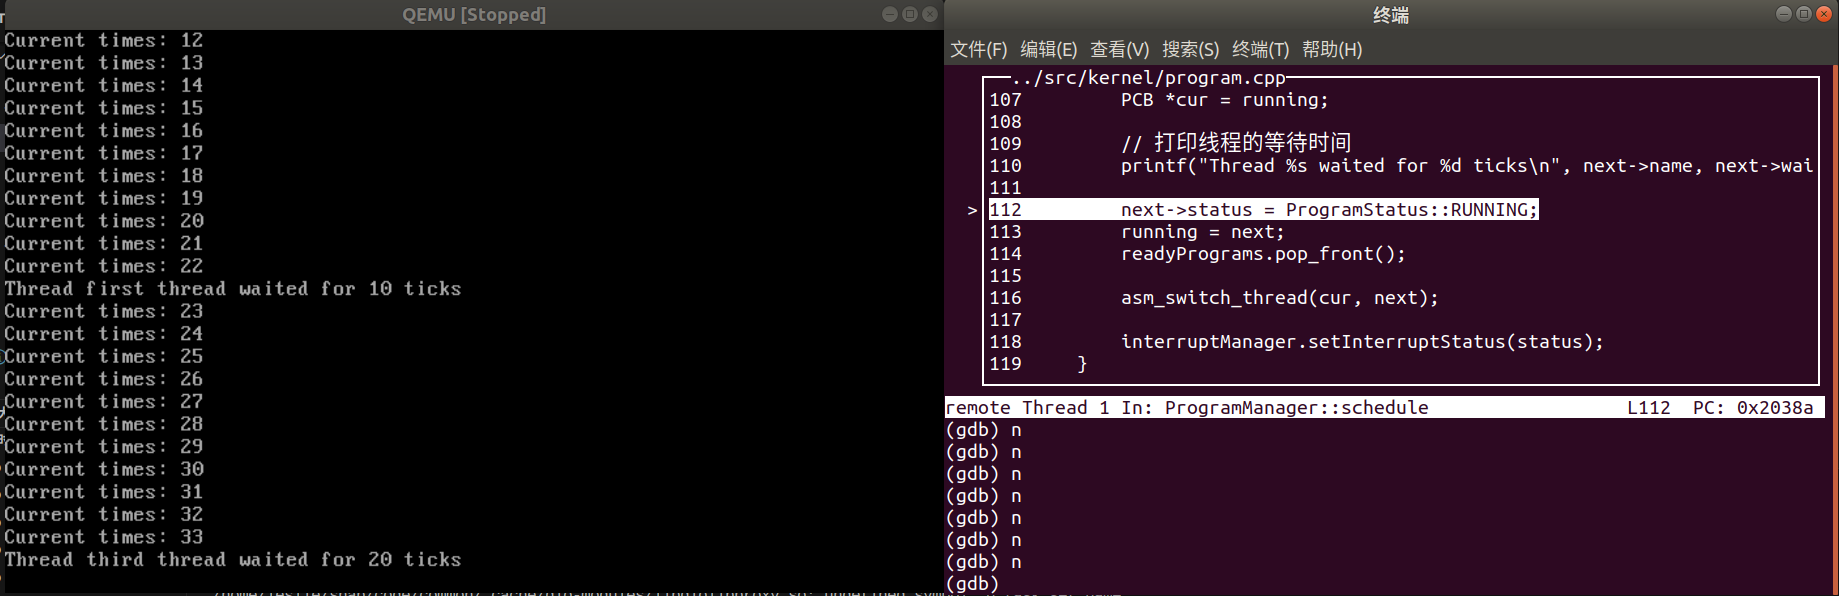 QEMU [Stopped]
Current times: 12
Current times: 13
Current times: 14
Current times: 15
Current times: 16
Current times: 17
Current times: 18
Current times: 19
Current times: 20
Current times: 21
Current times: 22
Thread first thread waited for 10 ticks
Current times: 23
Current times: 24
Current times: 25
Current times: 26
Current times: 27
Current times: 28
Current times: 29
Current times: 30
Current times: 31
Current times: 32
Current times: 33
Thread third thread waited for 20 ticks
终端
文件(F) 编辑(E) 查看(V) 搜索(S) 终端(T) 帮助(H)
../src/kernel/program.cpp
107 PCB *cur = running;
108
109 // 打印线程的等待时间
110 printf("Thread %s waited for %d ticks\n", next->name, next->wai
111
> 112 next->status = ProgramStatus::RUNNING;
113 running = next;
114 readyPrograms.pop_front();
115
116 asm_switch_thread(cur, next);
117
118 interruptManager.setInterruptStatus(status);
119 }
remote Thread 1 In: ProgramManager::schedule L112 PC: 0x2038a
(gdb) n
(gdb) n
(gdb) n
(gdb) n
(gdb) n
(gdb) n
(gdb) n
(gdb)